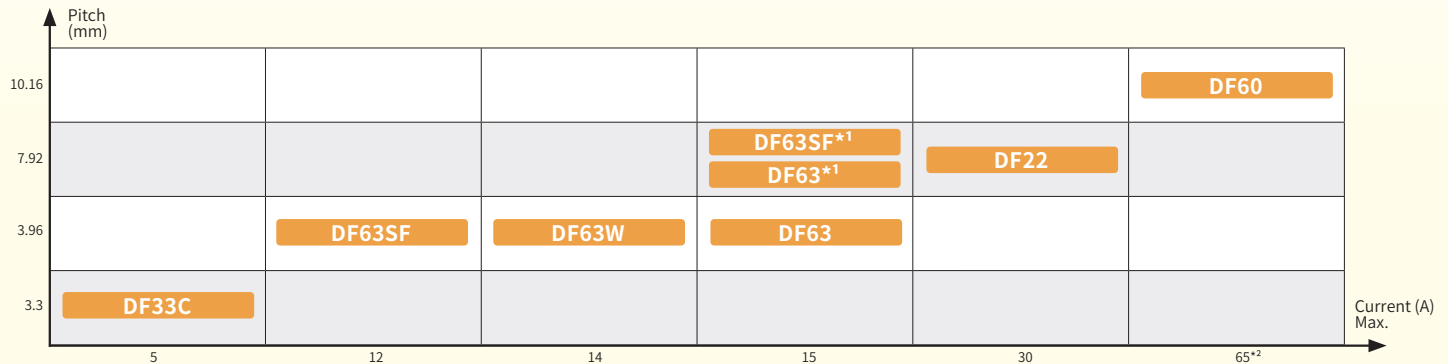 Pitch
(mm)
10.16
DF60
7.92
DF63SF*¹
DF63*¹
DF22
3.96
DF63SF
DF63W
DF63
3.3
DF33C
Current (A)
Max.
5
12
14
15
30
65*²